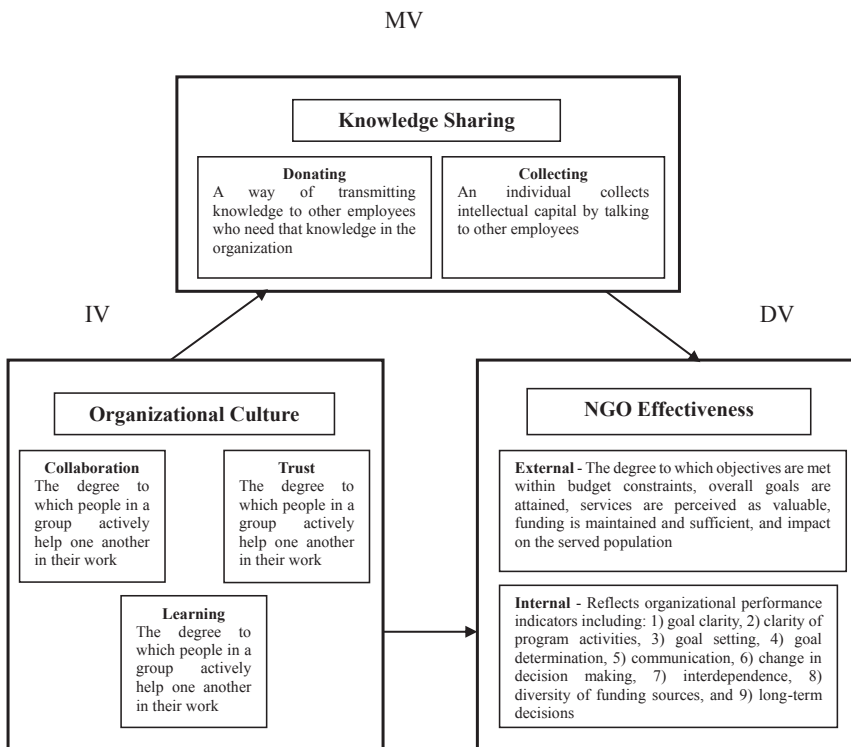 MV
Knowledge Sharing
Donating
A way of transmitting
knowledge to other employees
who need that knowledge in the
organization
Collecting
An individual collects
intellectual capital by talking
to other employees
IV
DV
Organizational Culture
Collaboration
The degree to
which people in a
group actively
help one another
in their work
Trust
The degree to
which people in a
group actively
help one another
in their work
Learning
The degree to
which people in a
group actively
help one another
in their work
NGO Effectiveness
External - The degree to which objectives are met
within budget constraints, overall goals are
attained, services are perceived as valuable,
funding is maintained and sufficient, and impact
on the served population
Internal - Reflects organizational performance
indicators including: 1) goal clarity, 2) clarity of
program activities, 3) goal setting, 4) goal
determination, 5) communication, 6) change in
decision making, 7) interdependence, 8)
diversity of funding sources, and 9) long-term
decisions